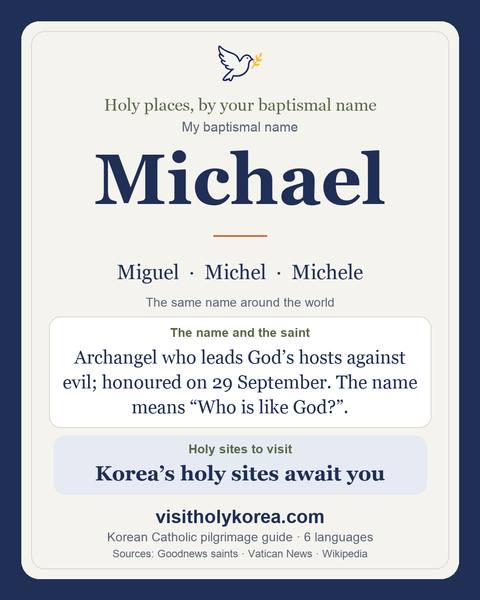 Holy places, by your baptismal name
My baptismal name
Michael
Miguel · Michel · Michele
The same name around the world
The name and the saint
Archangel who leads God’s hosts against
evil; honoured on 29 September. The name
means “Who is like God?”.
Holy sites to visit
Korea’s holy sites await you
visitholykorea.com
Korean Catholic pilgrimage guide · 6 languages
Sources: Goodnews saints · Vatican News · Wikipedia